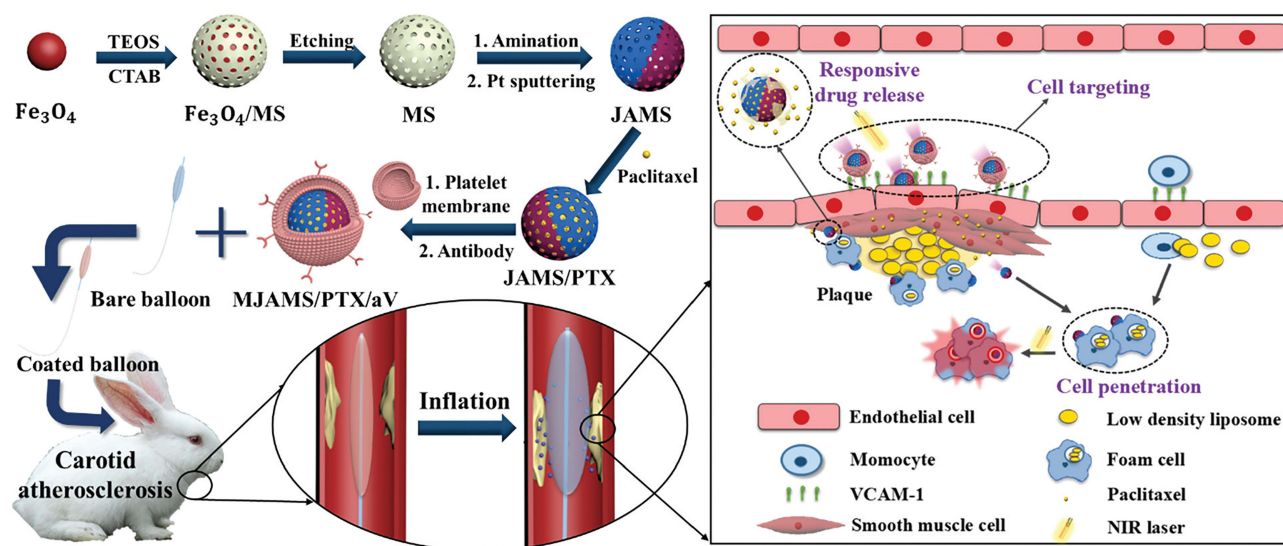 TEOS
CTAB
Etching
1. Amination
2. Pt sputtering
Fe₃O₄
Fe₃O₄/MS
MS
JAMS
Paclitaxel
1. Platelet
membrane
2. Antibody
JAMS/PTX
MJAMS/PTX/aV
Bare balloon
Coated balloon
Carotid
atherosclerosis
Inflation
Responsive
drug release
Cell targeting
Plaque
Cell penetration
Endothelial cell
Low density liposome
Momocyte
Foam cell
VCAM-1
Paclitaxel
Smooth muscle cell
NIR laser